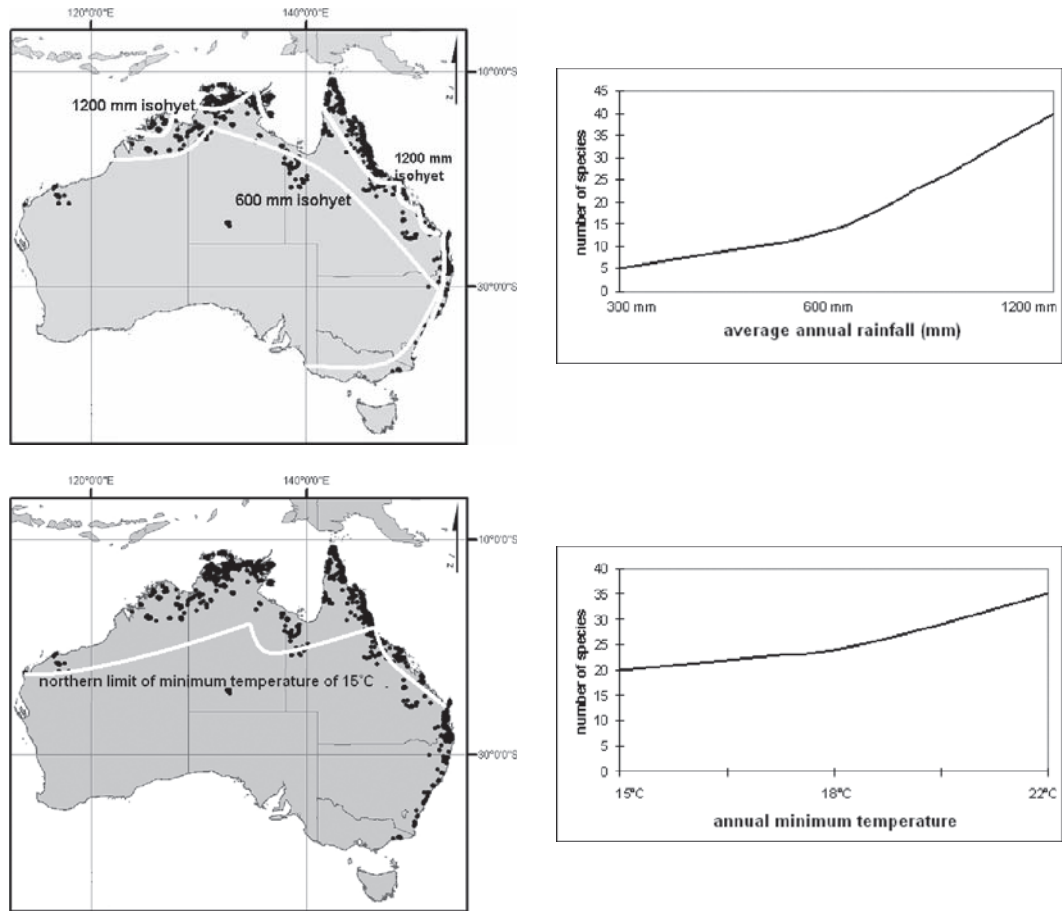 120°0'0"E 140°0'0"E
10°0'0"S
1200 mm isohyet
1200 mm
isohyet
600 mm isohyet
30°0'0"S
45
40
35
30
25
20
15
10
5
0
number of species
300 mm 600 mm 1200 mm
average annual rainfall (mm)
120°0'0"E 140°0'0"E
10°0'0"S
northern limit of minimum temperature of 15°C
30°0'0"S
40
35
30
25
20
15
10
5
0
number of species
15°C 18°C 22°C
annual minimum temperature